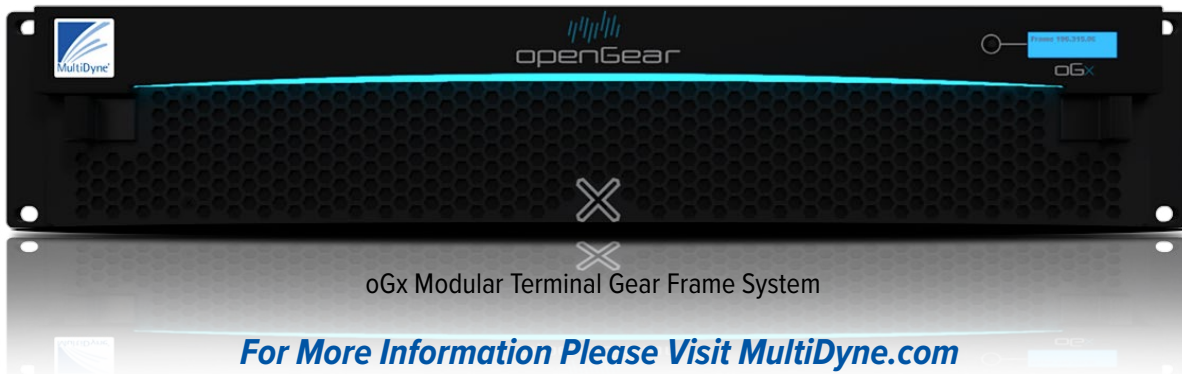 MultiDyne
openGear
oGx
oGx Modular Terminal Gear Frame System
For More Information Please Visit MultiDyne.com